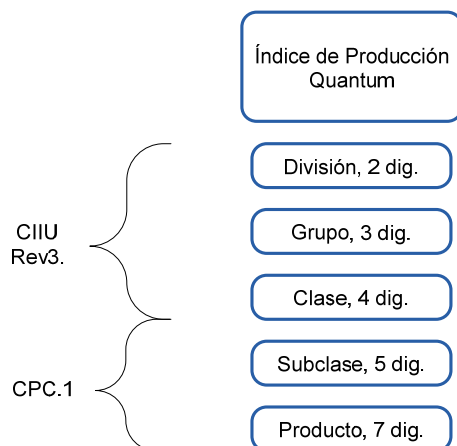 Índice de Producción
Quantum
División, 2 dig.
CIIU
Rev3.
Grupo, 3 dig.
Clase, 4 dig.
Subclase, 5 dig.
CPC.1
Producto, 7 dig.